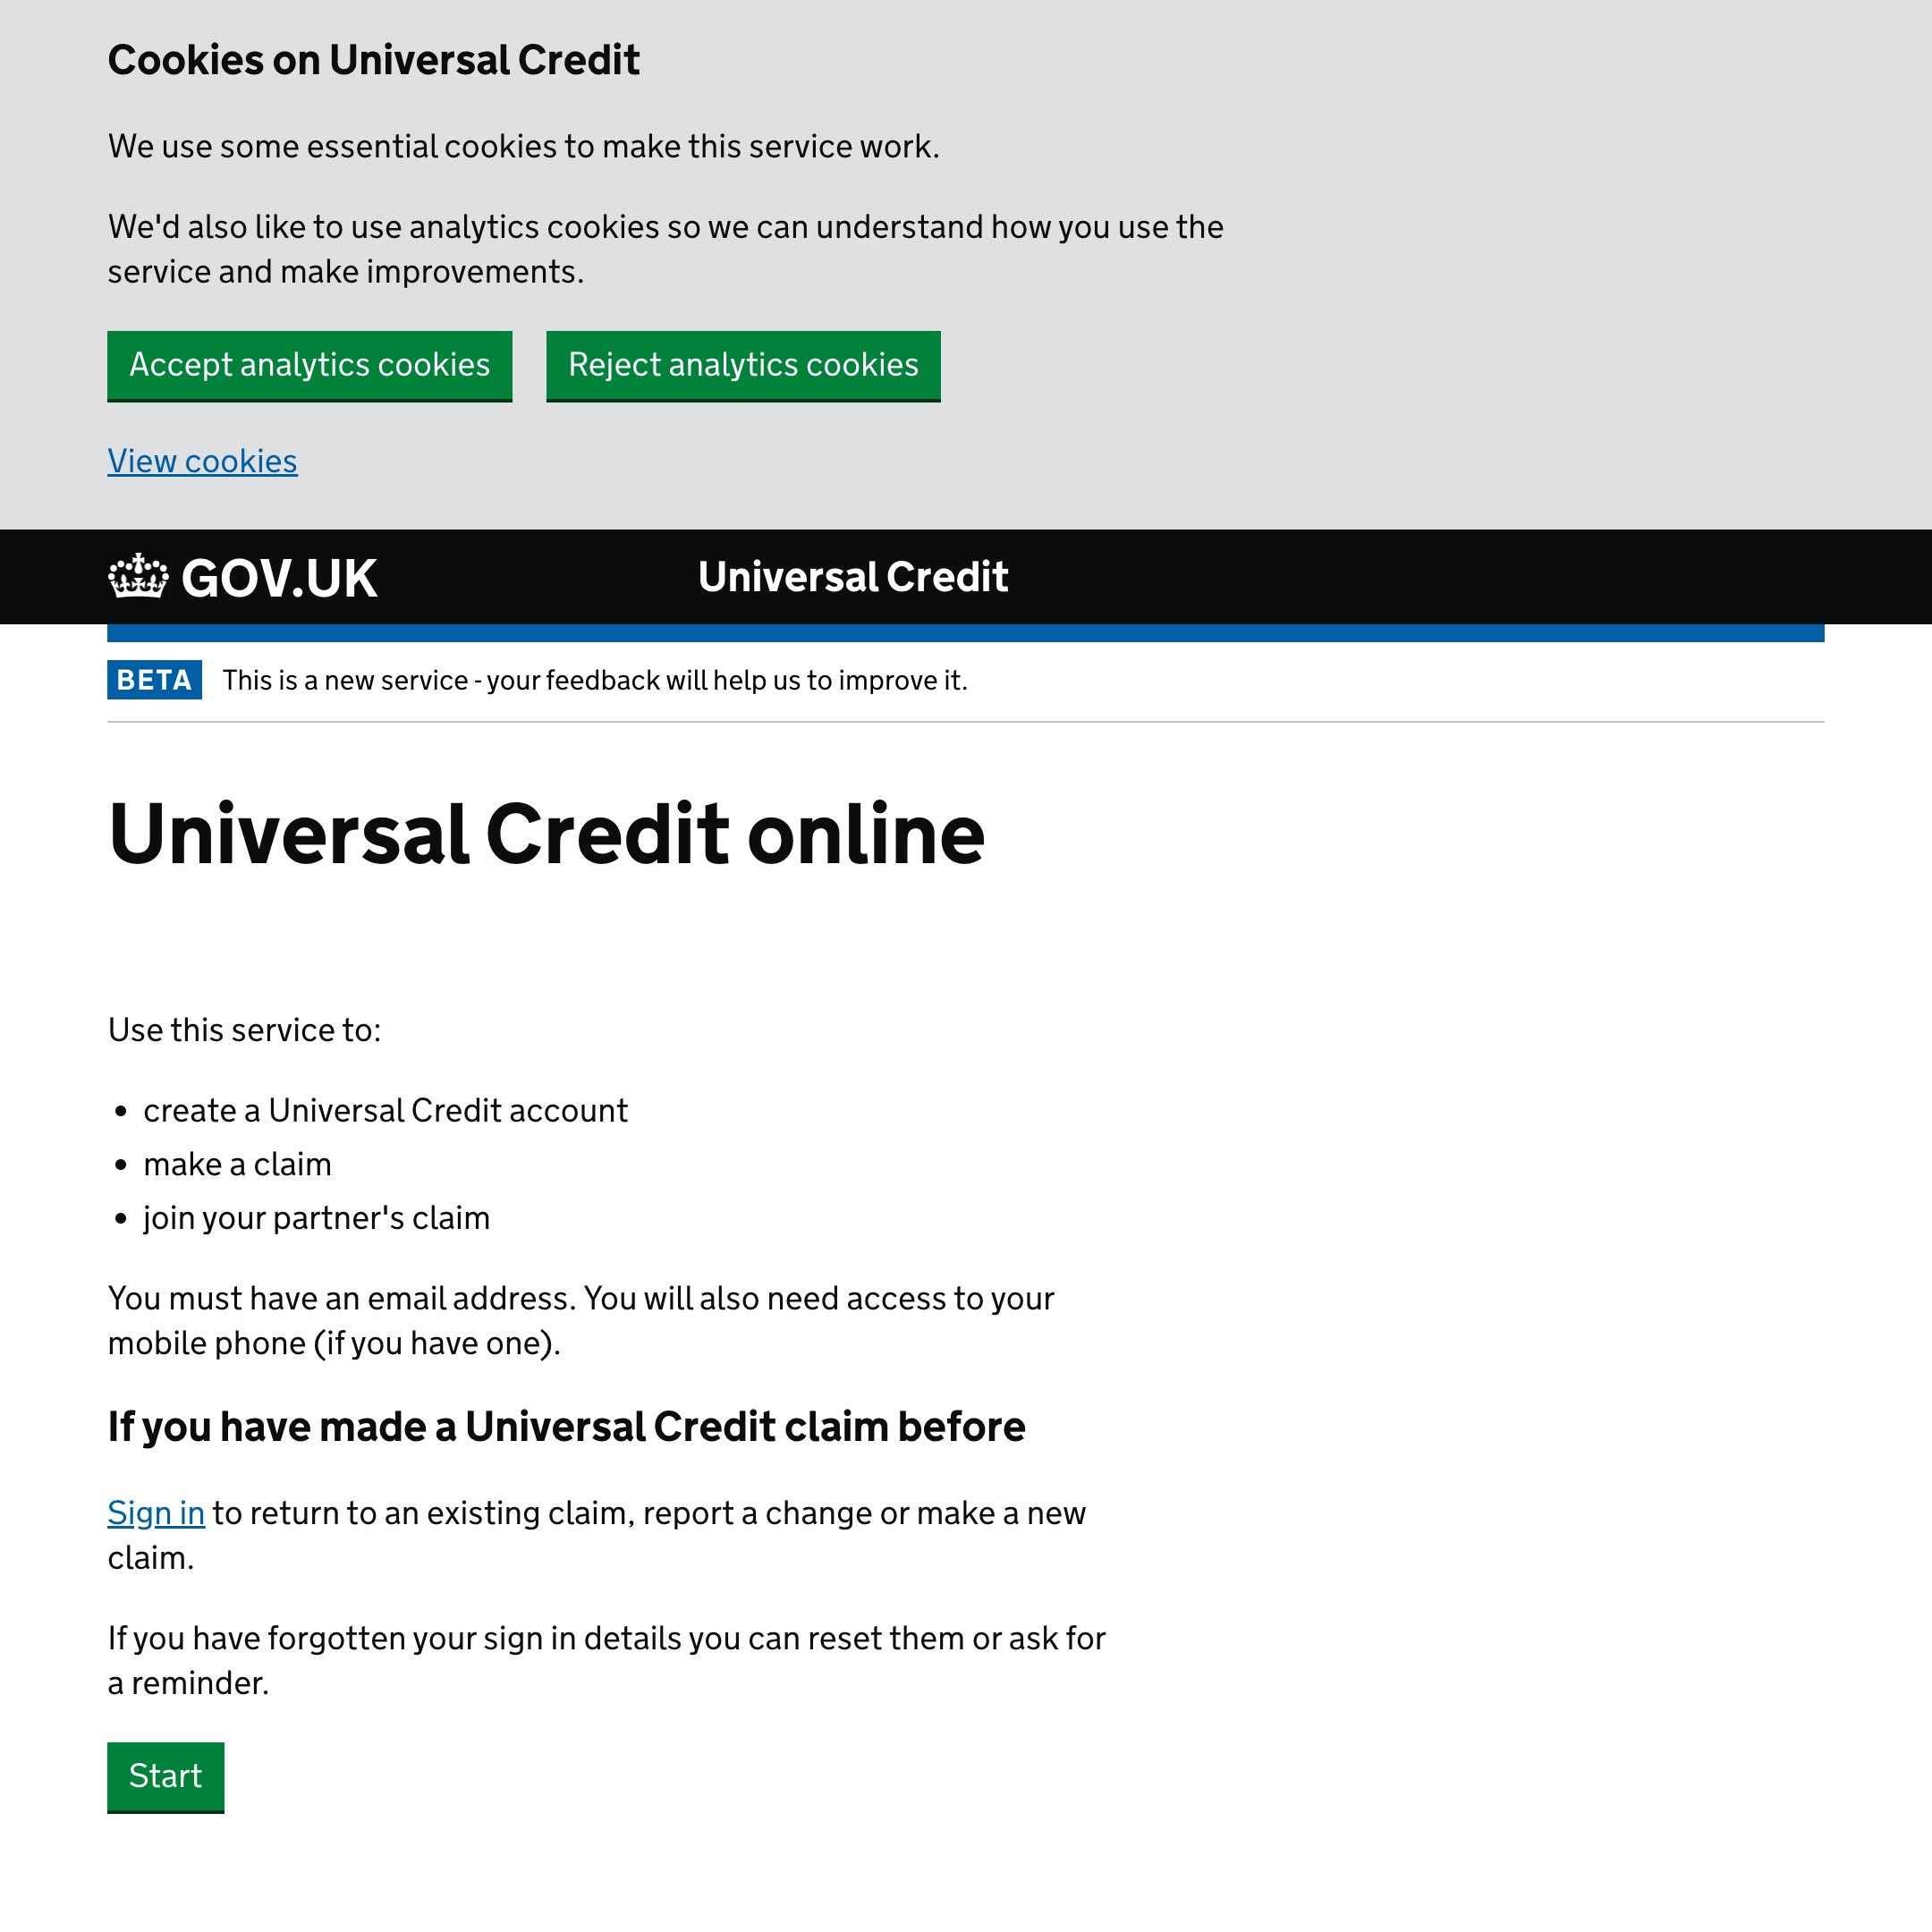 Cookies on Universal Credit
We use some essential cookies to make this service work.
We'd also like to use analytics cookies so we can understand how you use the
service and make improvements.
Accept analytics cookies
Reject analytics cookies
View cookies
GOV.UK
Universal Credit
BETA
This is a new service - your feedback will help us to improve it.
Universal Credit online
Use this service to:
• create a Universal Credit account
• make a claim
• join your partner's claim
You must have an email address. You will also need access to your
mobile phone (if you have one).
If you have made a Universal Credit claim before
Sign in to return to an existing claim, report a change or make a new
claim.
If you have forgotten your sign in details you can reset them or ask for
a reminder.
Start